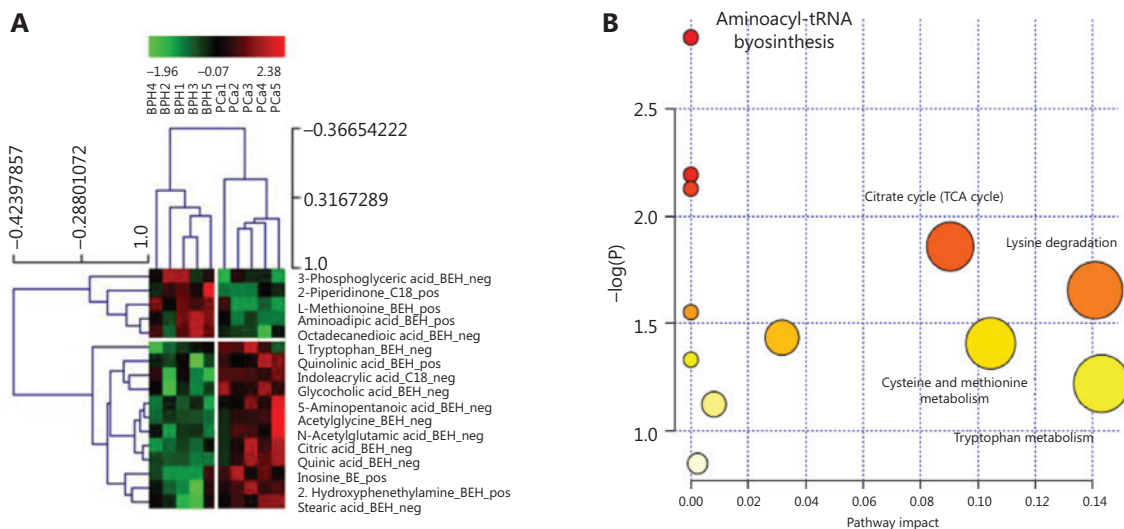 A
−1.96 −0.07 2.38
BPH4
BPH2
BPH1
BPH3
BPH5
PCa1
PCa2
PCa3
PCa4
PCa5
−0.36654222
0.3167289
1.0
−0.42397857
−0.28801072
1.0
3-Phosphoglyceric acid_BEH_neg
2-Piperidinone_C18_pos
L-Methionoine_BEH_pos
Aminoadipic acid_BEH_pos
Octadecanedioic acid_BEH_neg
L Tryptophan_BEH_neg
Quinolinic acid_BEH_pos
Indoleacrylic acid_C18_neg
Glycocholic acid_BEH_neg
5-Aminopentanoic acid_BEH_neg
Acetylglycine_BEH_neg
N-Acetylglutamic acid_BEH_neg
Citric acid_BEH_neg
Quinic acid_BEH_neg
Inosine_BE_pos
2. Hydroxyphenethylamine_BEH_pos
Stearic acid_BEH_neg
B
Aminoacyl-tRNA
byosinthesis
2.5
2.0
1.5
1.0
−log(P)
Citrate cycle (TCA cycle)
Lysine degradation
Cysteine and methionine
metabolism
Tryptophan metabolism
0.00 0.02 0.04 0.06 0.08 0.10 0.12 0.14
Pathway impact